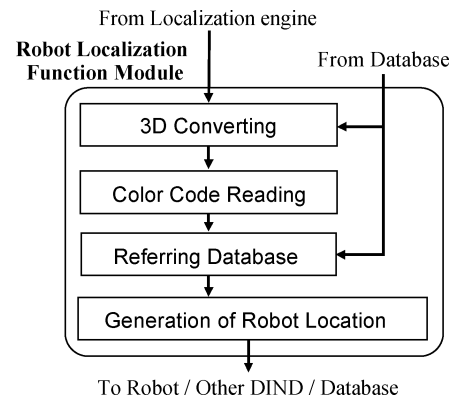 From Localization engine
Robot Localization
Function Module
From Database
3D Converting
Color Code Reading
Referring Database
Generation of Robot Location
To Robot / Other DIND / Database